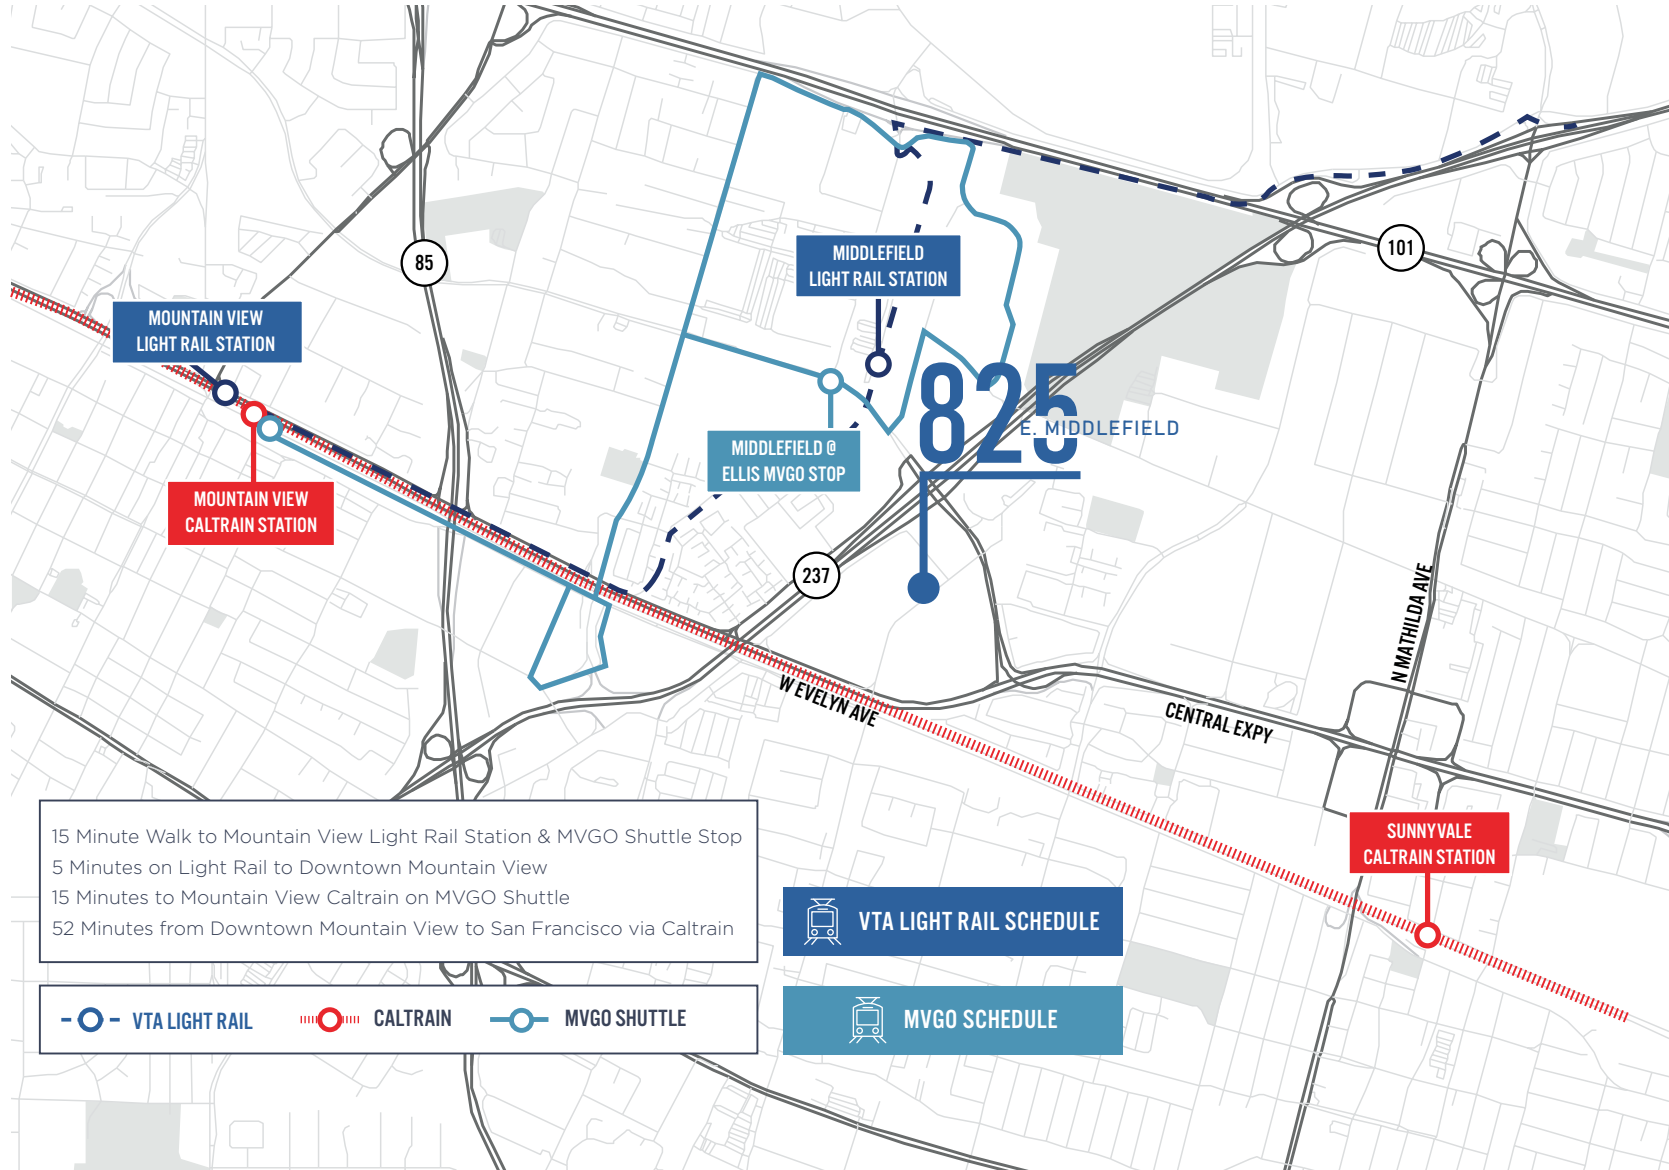 85
101
MIDDLEFIELD
LIGHT RAIL STATION
MOUNTAIN VIEW
LIGHT RAIL STATION
825
E. MIDDLEFIELD
MIDDLEFIELD @
ELLIS MVGO STOP
MOUNTAIN VIEW
CALTRAIN STATION
237
N MATHILDA AVE
W EVELYN AVE
CENTRAL EXPY
SUNNYVALE
CALTRAIN STATION
15 Minute Walk to Mountain View Light Rail Station & MVGO Shuttle Stop
5 Minutes on Light Rail to Downtown Mountain View
15 Minutes to Mountain View Caltrain on MVGO Shuttle
52 Minutes from Downtown Mountain View to San Francisco via Caltrain
VTA LIGHT RAIL SCHEDULE
VTA LIGHT RAIL
CALTRAIN
MVGO SHUTTLE
MVGO SCHEDULE